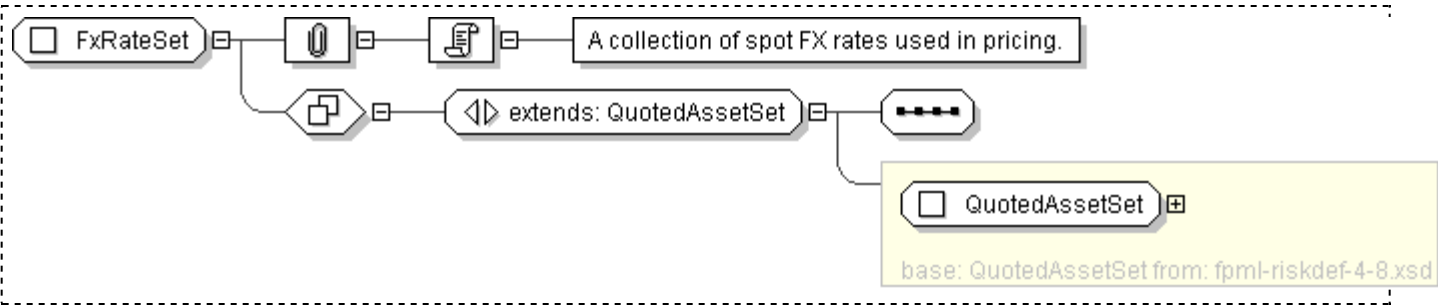 FxRateSet
A collection of spot FX rates used in pricing.
extends: QuotedAssetSet
QuotedAssetSet
base: QuotedAssetSet from: fpml-riskdef-4-8.xsd